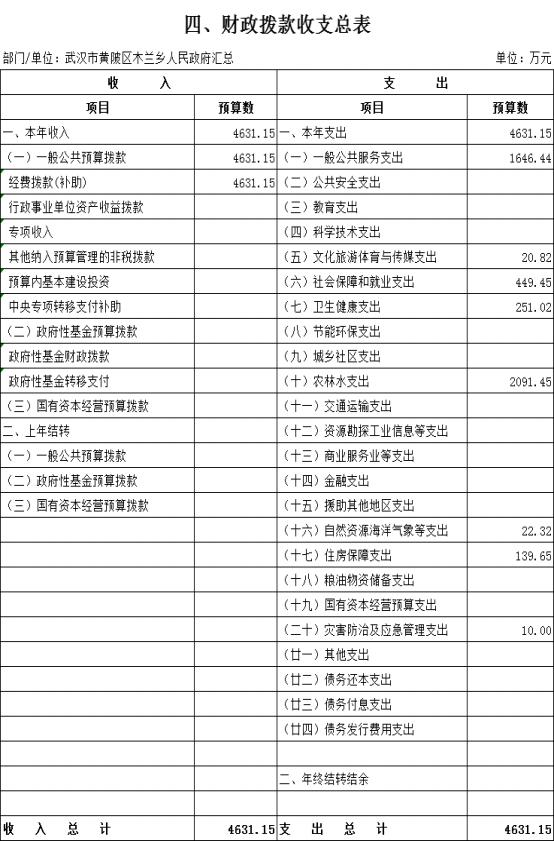 四、财政拨款收支总表
部门/单位：武汉市黄陂区木兰乡人民政府汇总 单位：万元
收 入 支 出
项目 预算数 项目 预算数
一、本年收入 4631.15 一、本年支出 4631.15
（一）一般公共预算拨款 4631.15 （一）一般公共服务支出 1646.44
经费拨款(补助) 4631.15 （二）公共安全支出
行政事业单位资产收益拨款 （三）教育支出
专项收入 （四）科学技术支出
其他纳入预算管理的非税拨款 （五）文化旅游体育与传媒支出 20.82
预算内基本建设投资 （六）社会保障和就业支出 449.45
中央专项转移支付补助 （七）卫生健康支出 251.02
（二）政府性基金预算拨款 （八）节能环保支出
政府性基金财政拨款 （九）城乡社区支出
政府性基金转移支付 （十）农林水支出 2091.45
（三）国有资本经营预算拨款 （十一）交通运输支出
二、上年结转 （十二）资源勘探工业信息等支出
（一）一般公共预算拨款 （十三）商业服务业等支出
（二）政府性基金预算拨款 （十四）金融支出
（三）国有资本经营预算拨款 （十五）援助其他地区支出
（十六）自然资源海洋气象等支出 22.32
（十七）住房保障支出 139.65
（十八）粮油物资储备支出
（十九）国有资本经营预算支出
（二十）灾害防治及应急管理支出 10.00
（廿一）其他支出
（廿二）债务还本支出
（廿三）债务付息支出
（廿四）债务发行费用支出
二、年终结转结余
收 入 总 计 4631.15 支 出 总 计 4631.15